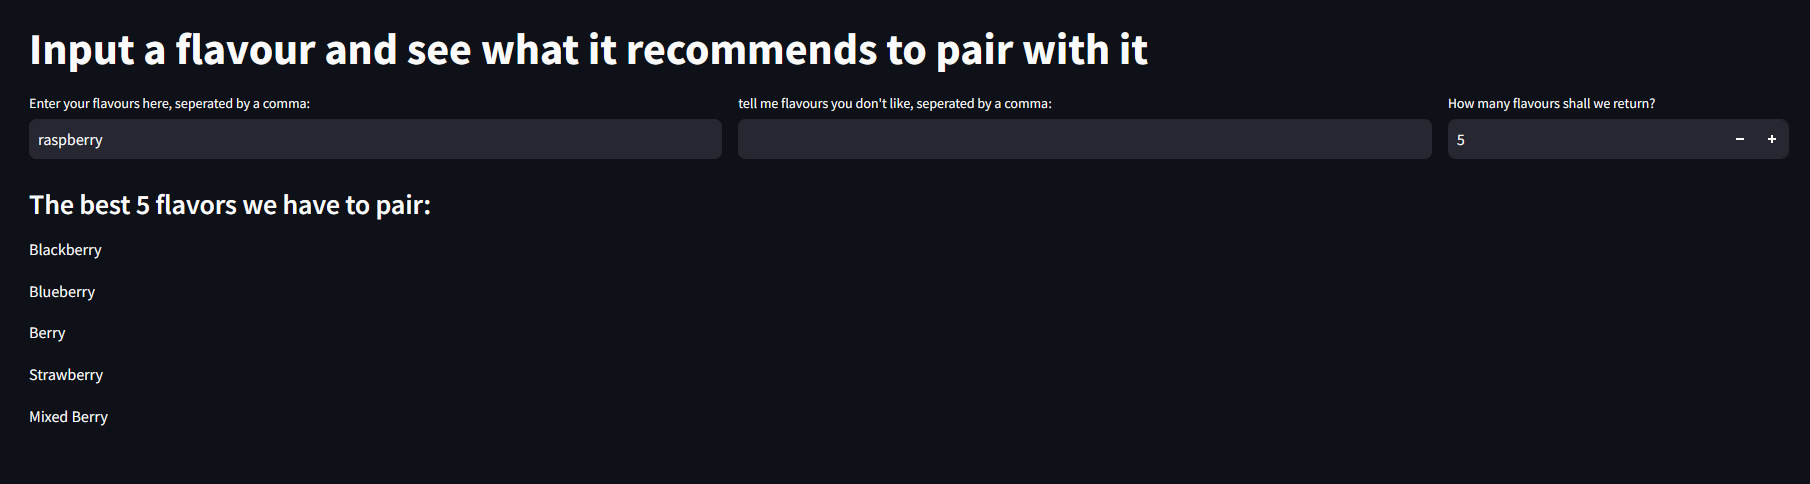 Input a flavour and see what it recommends to pair with it
Enter your flavours here, seperated by a comma:
tell me flavours you don't like, seperated by a comma:
How many flavours shall we return?
raspberry
5
The best 5 flavors we have to pair:
Blackberry
Blueberry
Berry
Strawberry
Mixed Berry